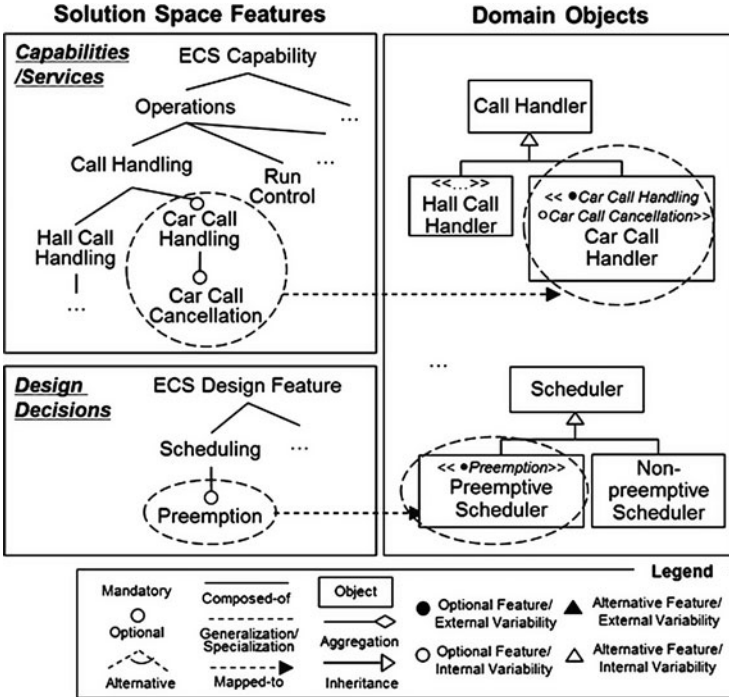 Solution Space Features
Domain Objects
Capabilities
/Services
ECS Capability
Operations
...
Call Handling
...
Run
Control
Hall Call
Handling
...
Car Call
Handling
Car Call
Cancellation
Call Handler
<<...>>
Hall Call
Handler
<< ●Car Call Handling
○Car Call Cancellation>>
Car Call
Handler
...
Design
Decisions
ECS Design Feature
Scheduling
...
Preemption
Scheduler
<< ●Preemption>>
Preemptive
Scheduler
Non-
preemptive
Scheduler
Legend
Mandatory
Optional
Alternative
Composed-of
Generalization/
Specialization
Mapped-to
Object
Aggregation
Inheritance
Optional Feature/
External Variability
Optional Feature/
Internal Variability
Alternative Feature/
External Variability
Alternative Feature/
Internal Variability